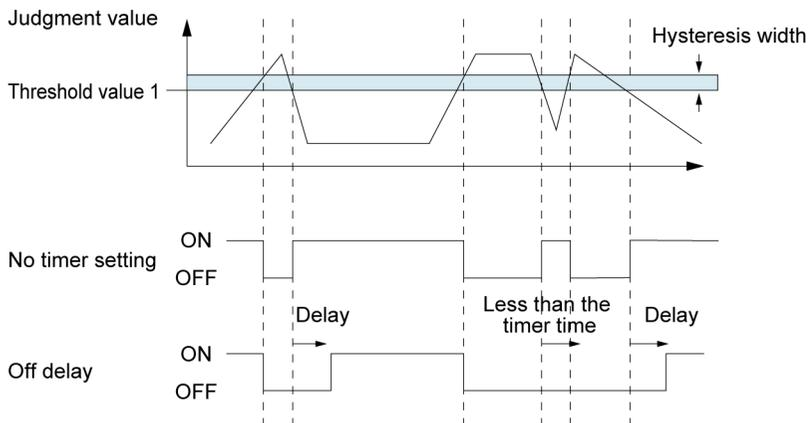 Judgment value
Hysteresis width
Threshold value 1
ON
No timer setting
OFF
Delay
Less than the
timer time
Delay
ON
Off delay
OFF